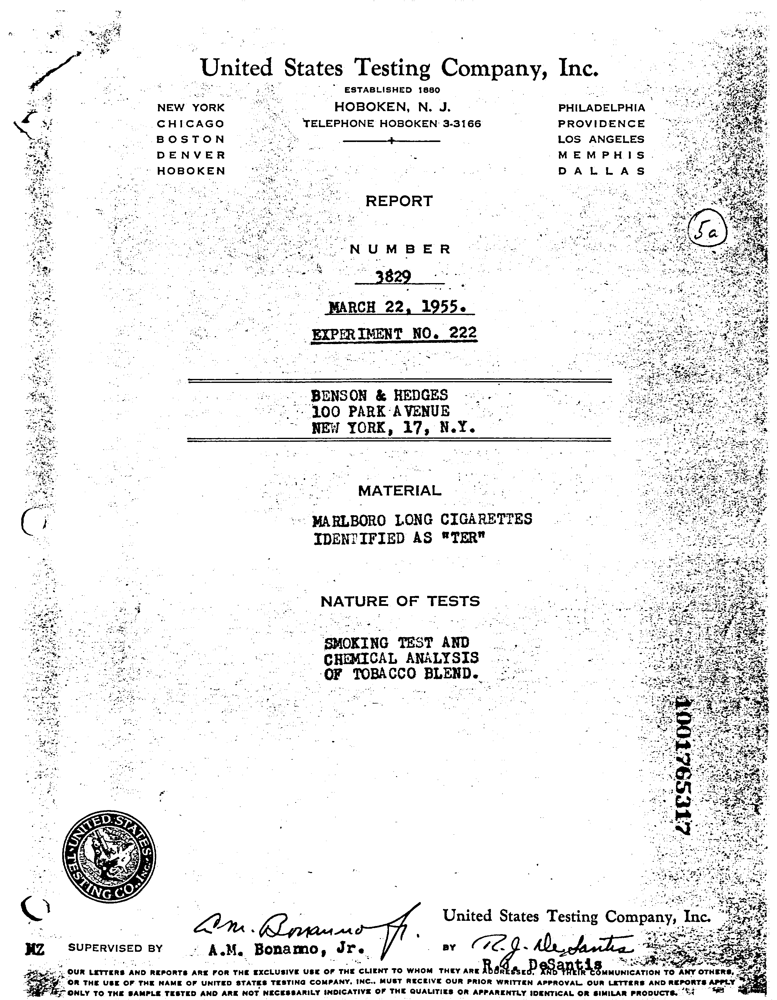 United States Testing Company, Inc.
ESTABLISHED 1880
HOBOKEN, N. J.
TELEPHONE HOBOKEN 3-3166
NEW YORK
CHICAGO
BOSTON
DENVER
HOBOKEN
PHILADELPHIA
PROVIDENCE
LOS ANGELES
MEMPHIS
DALLAS
REPORT
5a
NUMBER
3829
MARCH 22, 1955.
EXPERIMENT NO. 222
BENSON & HEDGES
100 PARK AVENUE
NEW YORK, 17, N.Y.
MATERIAL
MARLBORO LONG CIGARETTES
IDENTIFIED AS "TER"
NATURE OF TESTS
SMOKING TEST AND
CHEMICAL ANALYSIS
OF TOBACCO BLEND.
1001765317
UNITED STATES
TESTING CO., INC.
A.M. Bonanno Jr.
United States Testing Company, Inc.
MZ SUPERVISED BY A.M. Bonanno, Jr.
BY R.J. DeSantis
R.J. DeSantis
OUR LETTERS AND REPORTS ARE FOR THE EXCLUSIVE USE OF THE CLIENT TO WHOM THEY ARE ADDRESSED, AND THEIR COMMUNICATION TO ANY OTHERS,
OR THE USE OF THE NAME OF UNITED STATES TESTING COMPANY, INC., MUST RECEIVE OUR PRIOR WRITTEN APPROVAL. OUR LETTERS AND REPORTS APPLY
ONLY TO THE SAMPLE TESTED AND ARE NOT NECESSARILY INDICATIVE OF THE QUALITIES OR APPARENTLY IDENTICAL OR SIMILAR PRODUCTS.